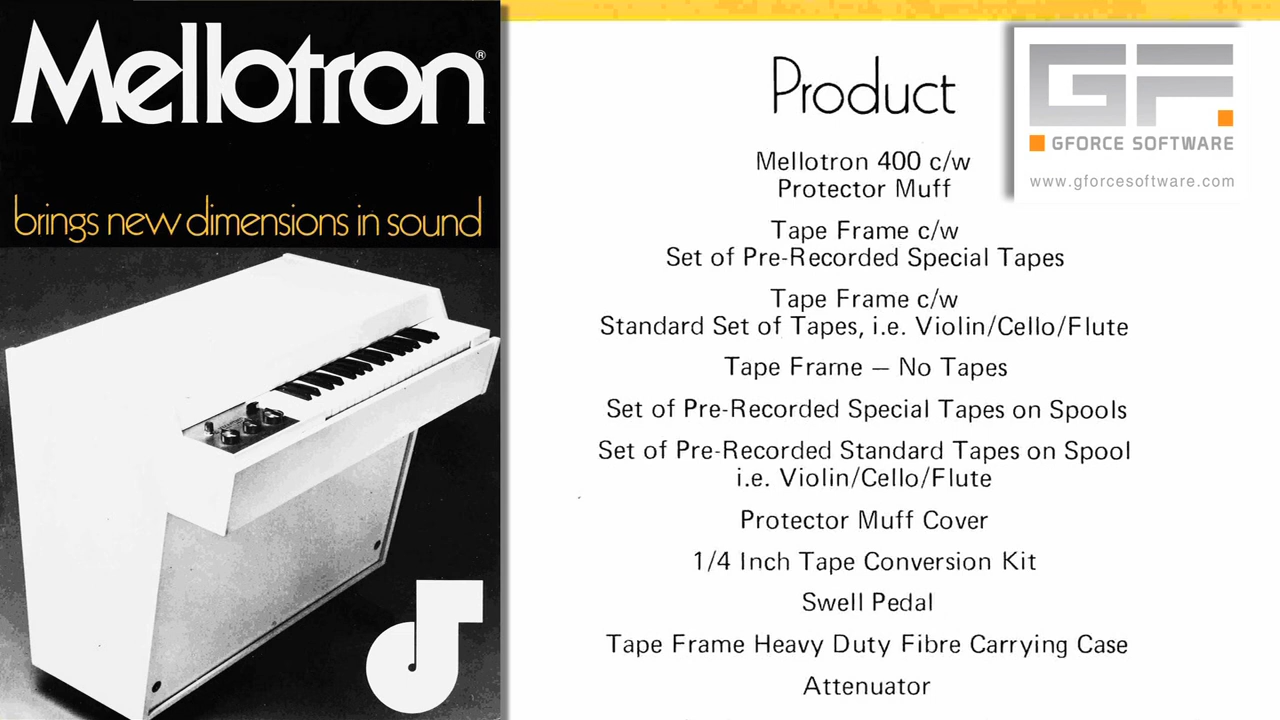 Mellotron®
brings new dimensions in sound
Product
Mellotron 400 c/w
Protector Muff
Tape Frame c/w
Set of Pre-Recorded Special Tapes
Tape Frame c/w
Standard Set of Tapes, i.e. Violin/Cello/Flute
Tape Frame – No Tapes
Set of Pre-Recorded Special Tapes on Spools
Set of Pre-Recorded Standard Tapes on Spool
i.e. Violin/Cello/Flute
Protector Muff Cover
1/4 Inch Tape Conversion Kit
Swell Pedal
Tape Frame Heavy Duty Fibre Carrying Case
Attenuator
GF
GFORCE SOFTWARE
www.gforcesoftware.com